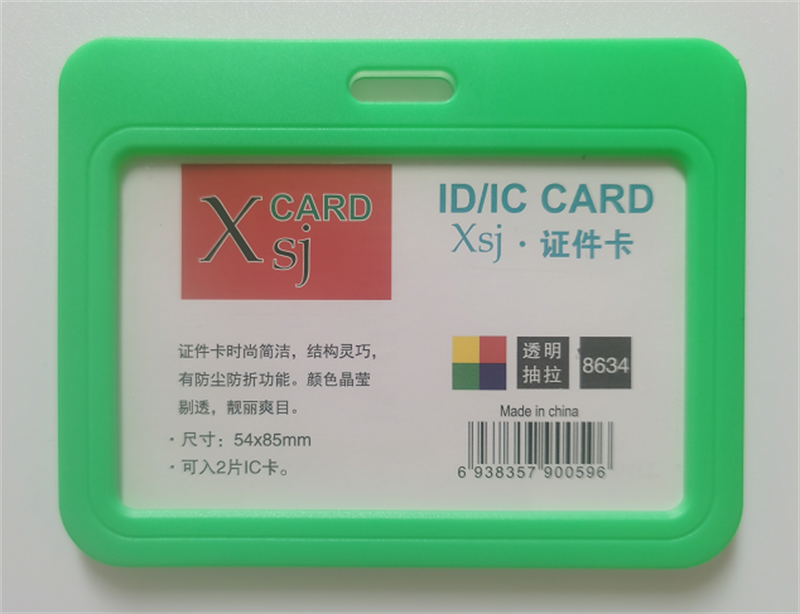 X CARD
sj
ID/IC CARD
Xsj · 证件卡
证件卡时尚简洁，结构灵巧，
有防尘防折功能。颜色晶莹
剔透，靓丽爽目。
· 尺寸：54x85mm
· 可入2片IC卡。
透明
抽拉
8634
Made in china
6 938357 900596